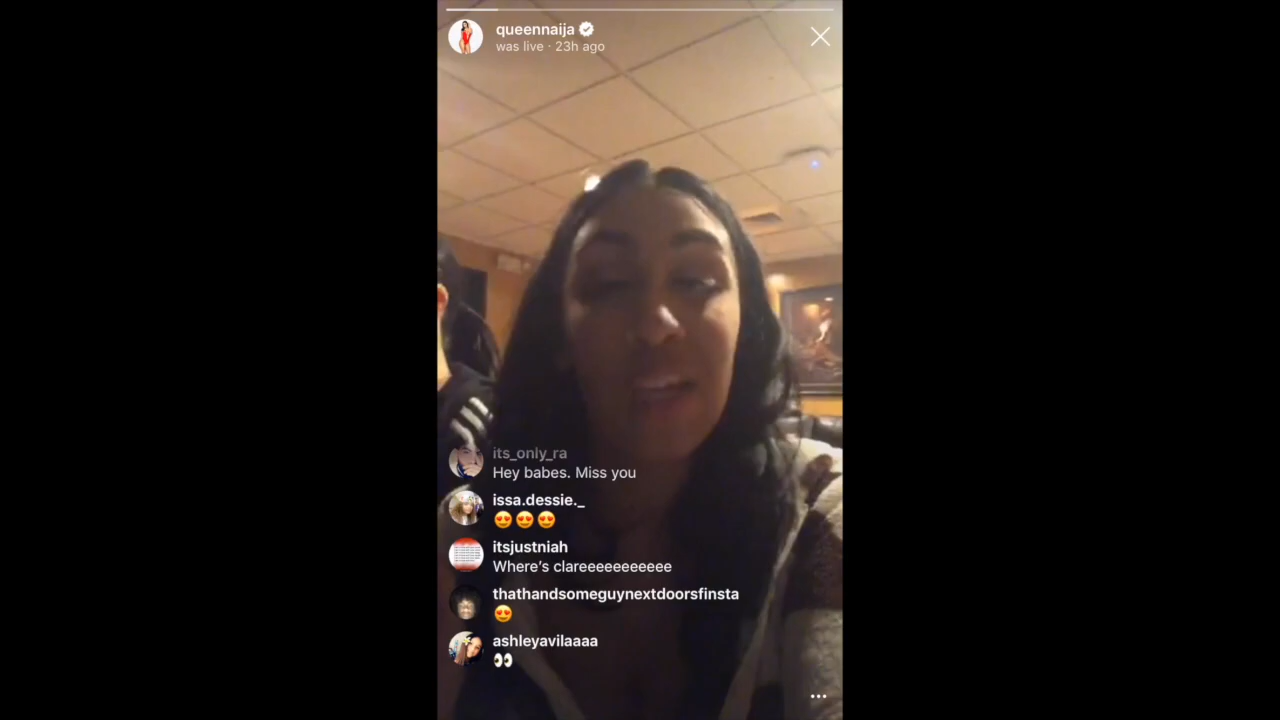 queennaija
was live · 23h ago
its_only_ra
Hey babes. Miss you
issa.dessie._
😍😍😍
itsjustniah
Where's clareeeeeeeeeee
thathandsomeguynextdoorsfinsta
😍
ashleyavilaaaa
👀